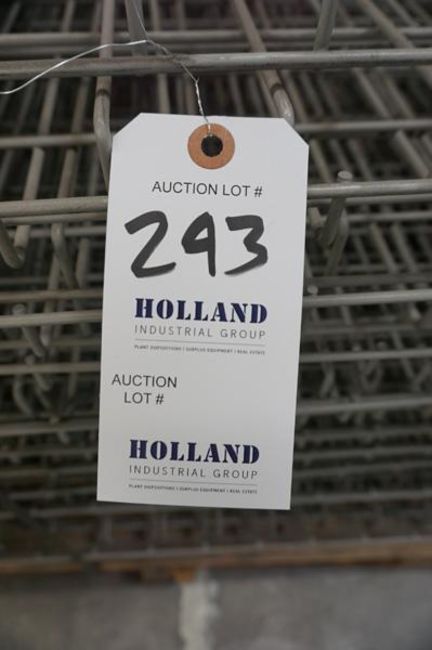 AUCTION LOT #
293
HOLLAND
INDUSTRIAL GROUP
PLANT DISPOSITIONS | SURPLUS EQUIPMENT | REAL ESTATE
AUCTION
LOT #
HOLLAND
INDUSTRIAL GROUP
PLANT DISPOSITIONS | SURPLUS EQUIPMENT | REAL ESTATE